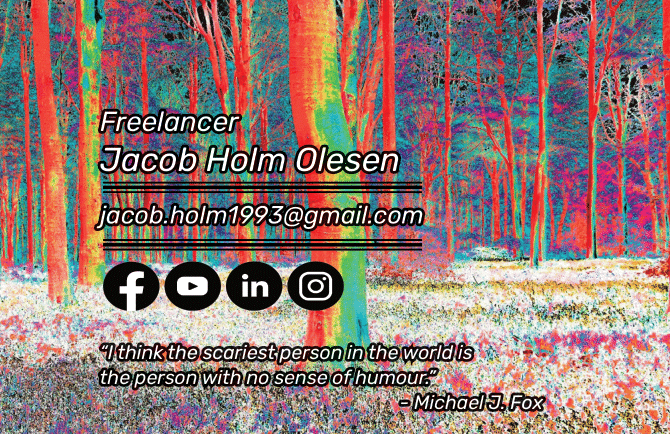 Freelancer
Jacob Holm Olesen
jacob.holm1993@gmail.com
f in
“I think the scariest person in the world is
the person with no sense of humour.”
- Michael J. Fox